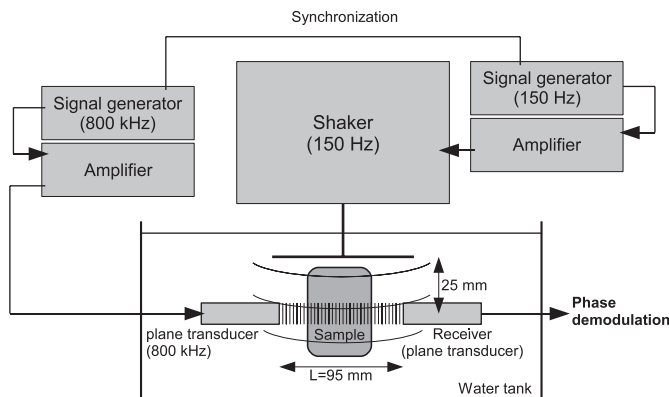 Synchronization
Signal generator
(800 kHz)
Amplifier
Shaker
(150 Hz)
Signal generator
(150 Hz)
Amplifier
25 mm
Phase
demodulation
plane transducer
(800 kHz)
Sample
Receiver
(plane transducer)
L=95 mm
Water tank